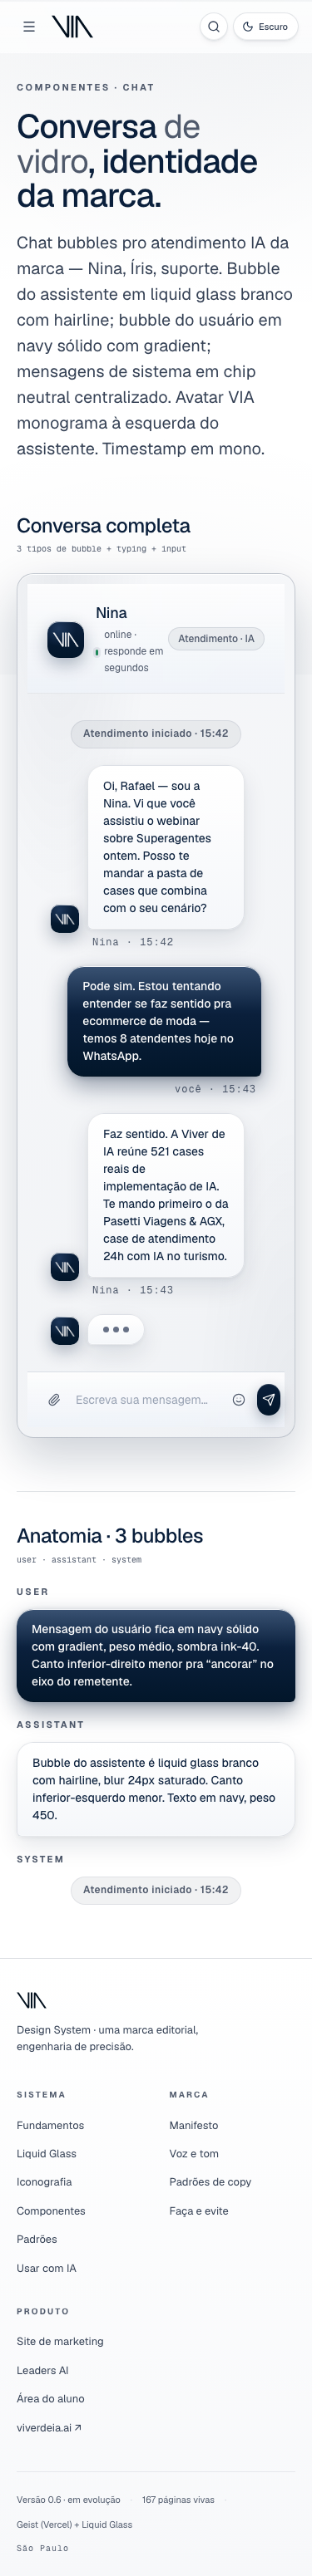 VIA
Escuro
COMPONENTES · CHAT
Conversa de
vidro, identidade
da marca.
Chat bubbles pro atendimento IA da
marca — Nina, Íris, suporte. Bubble
do assistente em liquid glass branco
com hairline; bubble do usuário em
navy sólido com gradient;
mensagens de sistema em chip
neutral centralizado. Avatar VIA
monograma à esquerda do
assistente. Timestamp em mono.
Conversa completa
3 tipos de bubble + typing + input
VIA
Nina
online ·
responde em
segundos
Atendimento · IA
Atendimento iniciado · 15:42
Oi, Rafael — sou a
Nina. Vi que você
assistiu o webinar
sobre Superagentes
ontem. Posso te
mandar a pasta de
cases que combina
com o seu cenário?
VIA
Nina · 15:42
Pode sim. Estou tentando
entender se faz sentido pra
ecommerce de moda —
temos 8 atendentes hoje no
WhatsApp.
você · 15:43
Faz sentido. A Viver de
IA reúne 521 cases
reais de
implementação de IA.
Te mando primeiro o da
Pasetti Viagens & AGX,
case de atendimento
24h com IA no turismo.
VIA
Nina · 15:43
VIA
Escreva sua mensagem...
Anatomia · 3 bubbles
user · assistant · system
USER
Mensagem do usuário fica em navy sólido
com gradient, peso médio, sombra ink-40.
Canto inferior-direito menor pra “ancorar” no
eixo do remetente.
ASSISTANT
Bubble do assistente é liquid glass branco
com hairline, blur 24px saturado. Canto
inferior-esquerdo menor. Texto em navy, peso
450.
SYSTEM
Atendimento iniciado · 15:42
VIA
Design System · uma marca editorial,
engenharia de precisão.
SISTEMA
Fundamentos
Liquid Glass
Iconografia
Componentes
Padrões
Usar com IA
MARCA
Manifesto
Voz e tom
Padrões de copy
Faça e evite
PRODUTO
Site de marketing
Leaders AI
Área do aluno
viverdeia.ai ↗
Versão 0.6 · em evolução · 167 páginas vivas ·
Geist (Vercel) + Liquid Glass
São Paulo